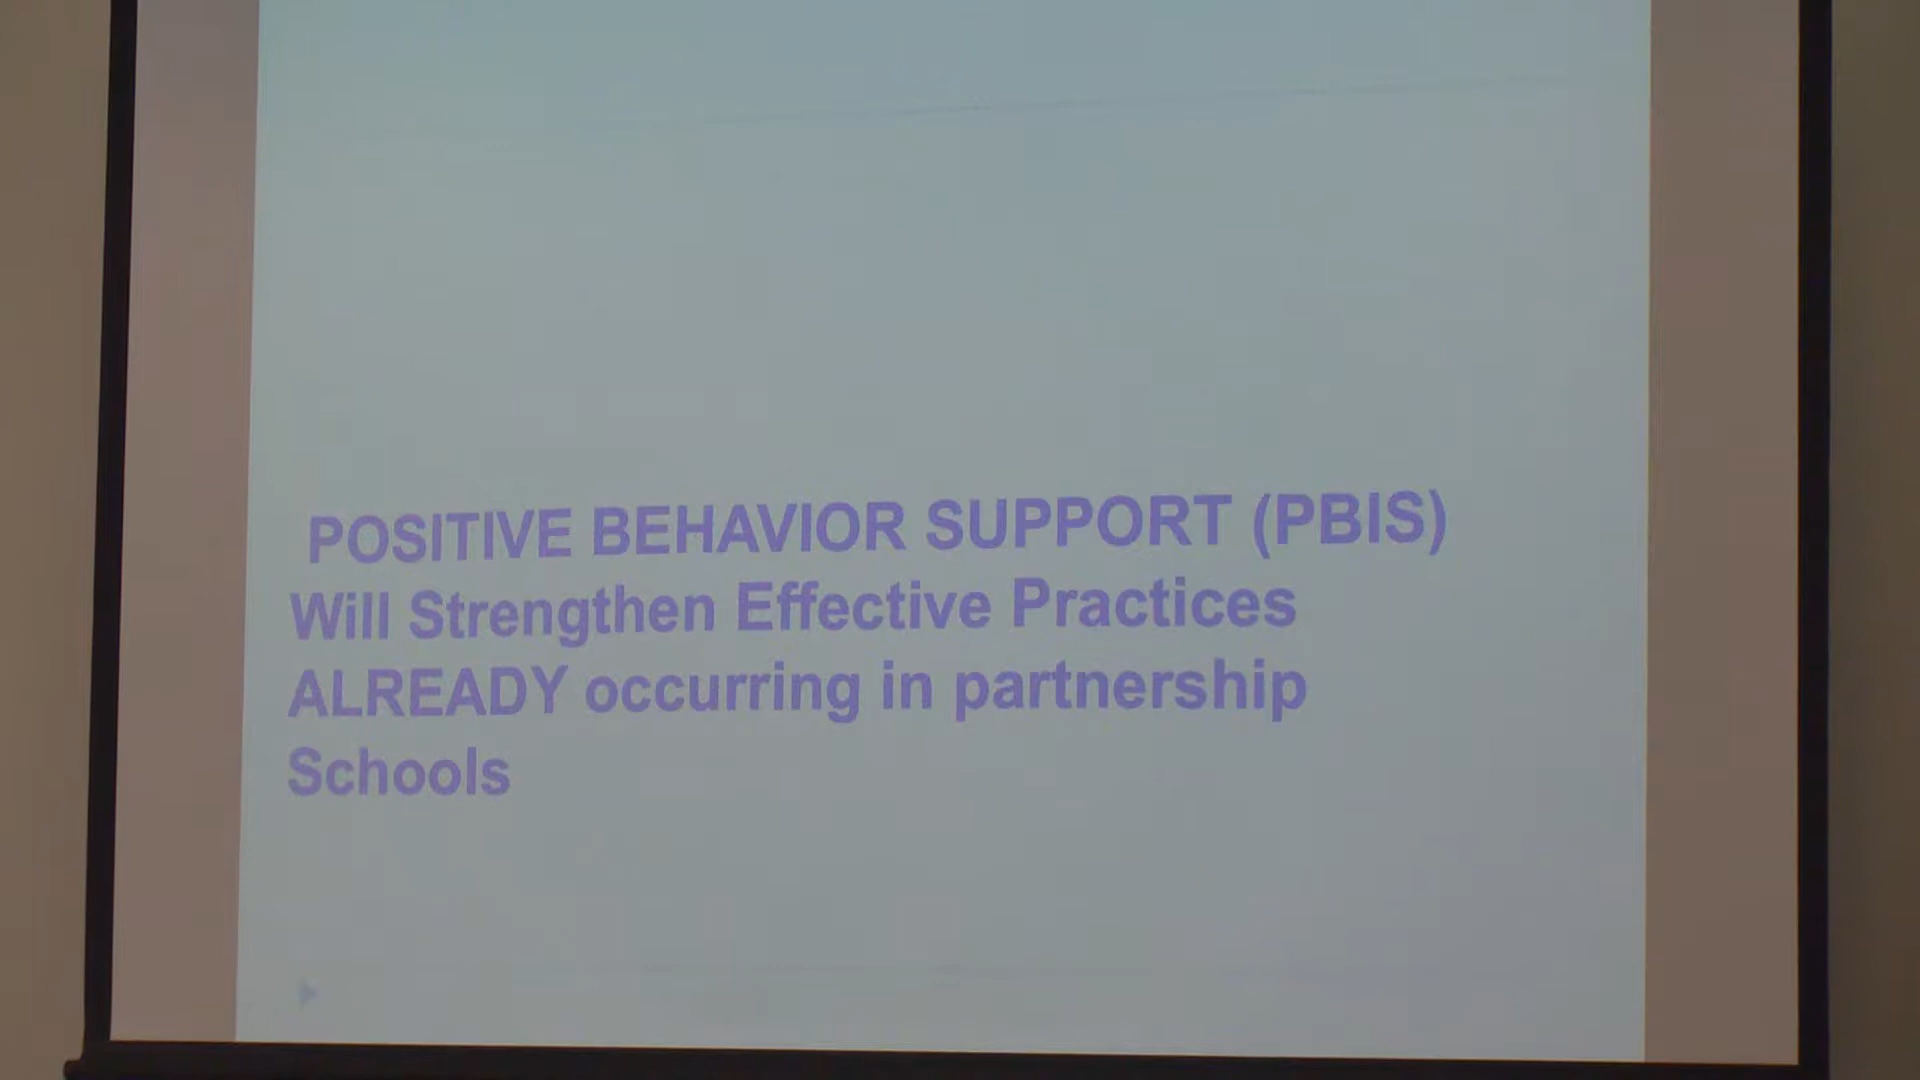 POSITIVE BEHAVIOR SUPPORT (PBIS)
Will Strengthen Effective Practices
ALREADY occurring in partnership
Schools